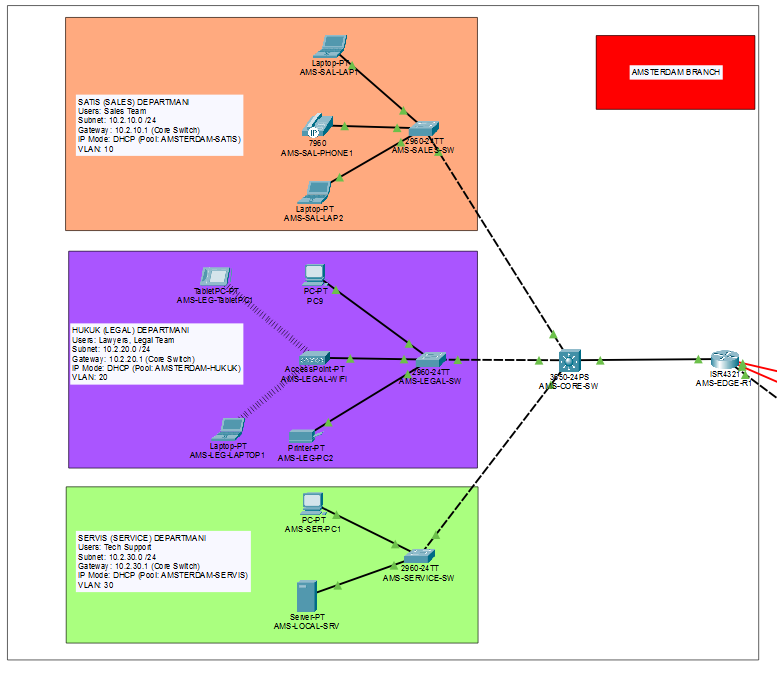 AMSTERDAM BRANCH
SATIS (SALES) DEPARTMANI
Users: Sales Team
Subnet: 10.2.10.0 /24
Gateway : 10.2.10.1 (Core Switch)
IP Mode: DHCP (Pool: AMSTERDAM-SATIS)
VLAN: 10
Laptop-PT
AMS-SAL-LAP1
IP
7960
AMS-SAL-PHONE1
2960-24TT
AMS-SALES-SW
Laptop-PT
AMS-SAL-LAP2
HUKUK (LEGAL) DEPARTMANI
Users: Lawyers, Legal Team
Subnet: 10.2.20.0 /24
Gateway: 10.2.20.1 (Core Switch)
IP Mode: DHCP (Pool: AMSTERDAM-HUKUK)
VLAN: 20
TabletPC-PT
AMS-LEG-TabletPC1
PC-PT
PC9
AccessPoint-PT
AMS-LEGAL-WIFI
2960-24TT
AMS-LEGAL-SW
Laptop-PT
AMS-LEG-LAPTOP1
Printer-PT
AMS-LEG-PC2
3650-24PS
AMS-CORE-SW
ISR4321
AMS-EDGE-R1
SERVIS (SERVICE) DEPARTMANI
Users: Tech Support
Subnet: 10.2.30.0 /24
Gateway : 10.2.30.1 (Core Switch)
IP Mode: DHCP (Pool: AMSTERDAM-SERVIS)
VLAN: 30
PC-PT
AMS-SER-PC1
2960-24TT
AMS-SERVICE-SW
Server-PT
AMS-LOCAL-SRV